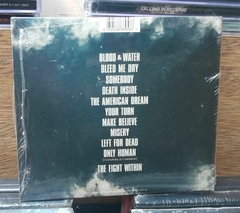 BLOOD IN WATER
BLEED ME DRY
SOMEBODY
DEATH INSIDE
THE AMERICAN DREAM
YOUR TURN
MAKE BELIEVE
MISERY
LEFT FOR DEAD
ONLY HUMAN
THE FIGHT WITHIN